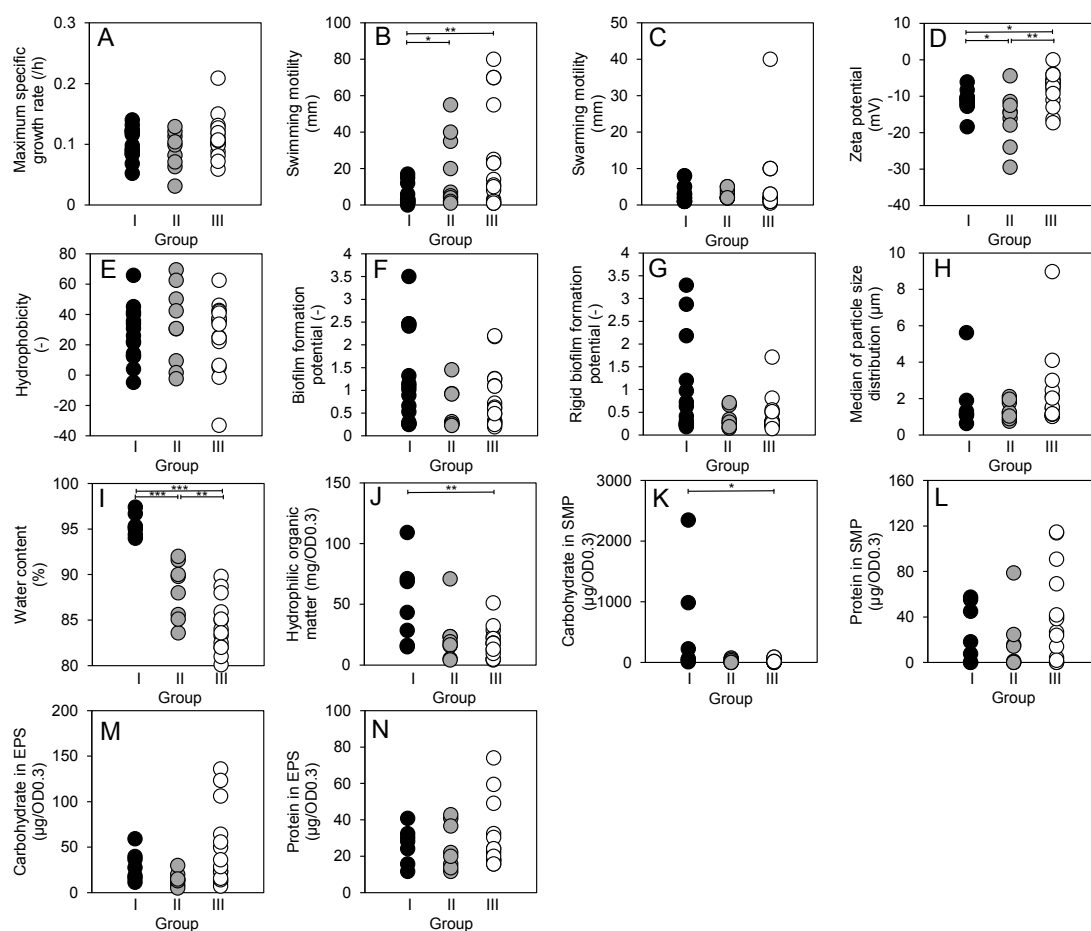 A
Maximum specific
growth rate (/h)
0.3
0.2
0.1
0
I II III
Group
B
Swimming motility
(mm)
100
80
60
40
20
0
**
*
I II III
Group
C
Swarming motility
(mm)
50
40
30
20
10
0
I II III
Group
D
Zeta potential
(mV)
10
0
-10
-20
-30
-40
*
* **
I II III
Group
E
Hydrophobicity
(-)
80
60
40
20
0
-20
-40
I II III
Group
F
Biofilm formation
potential (-)
4
3.5
3
2.5
2
1.5
1
0.5
0
I II III
Group
G
Rigid biofilm formation
potential (-)
4
3.5
3
2.5
2
1.5
1
0.5
0
I II III
Group
H
Median of particle size
distribution (μm)
10
8
6
4
2
0
I II III
Group
I
Water content
(%)
100
95
90
85
80
***
*** **
I II III
Group
J
Hydrophilic organic
matter (mg/OD0.3)
150
100
50
0
**
I II III
Group
K
Carbohydrate in SMP
(μg/OD0.3)
3000
2000
1000
0
*
I II III
Group
L
Protein in SMP
(μg/OD0.3)
160
120
80
40
0
I II III
Group
M
Carbohydrate in EPS
(μg/OD0.3)
200
150
100
50
0
I II III
Group
N
Protein in EPS
(μg/OD0.3)
100
80
60
40
20
0
I II III
Group